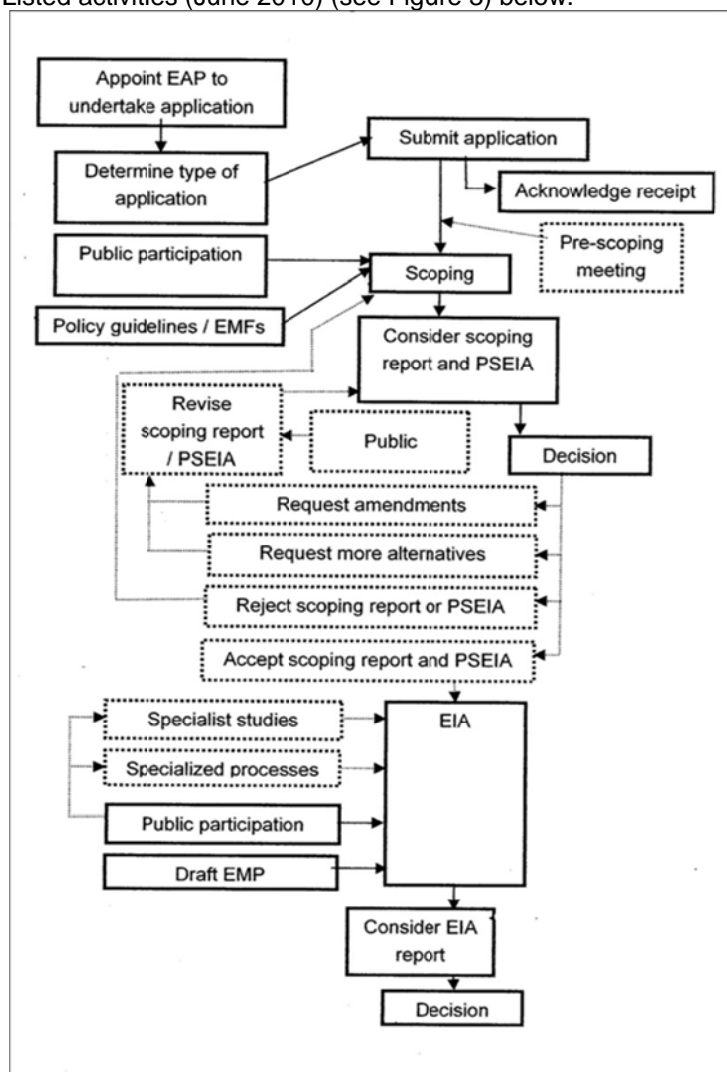 Listed activities (June 2010) (see Figure 3) below.
Appoint EAP to
undertake application
Submit application
Determine type of
application
Acknowledge receipt
Public participation
Pre-scoping
meeting
Scoping
Policy guidelines / EMFs
Consider scoping
report and PSEIA
Revise
scoping report
/ PSEIA
Public
Decision
Request amendments
Request more alternatives
Reject scoping report or PSEIA
Accept scoping report and PSEIA
Specialist studies
EIA
Specialized processes
Public participation
Draft EMP
Consider EIA
report
Decision